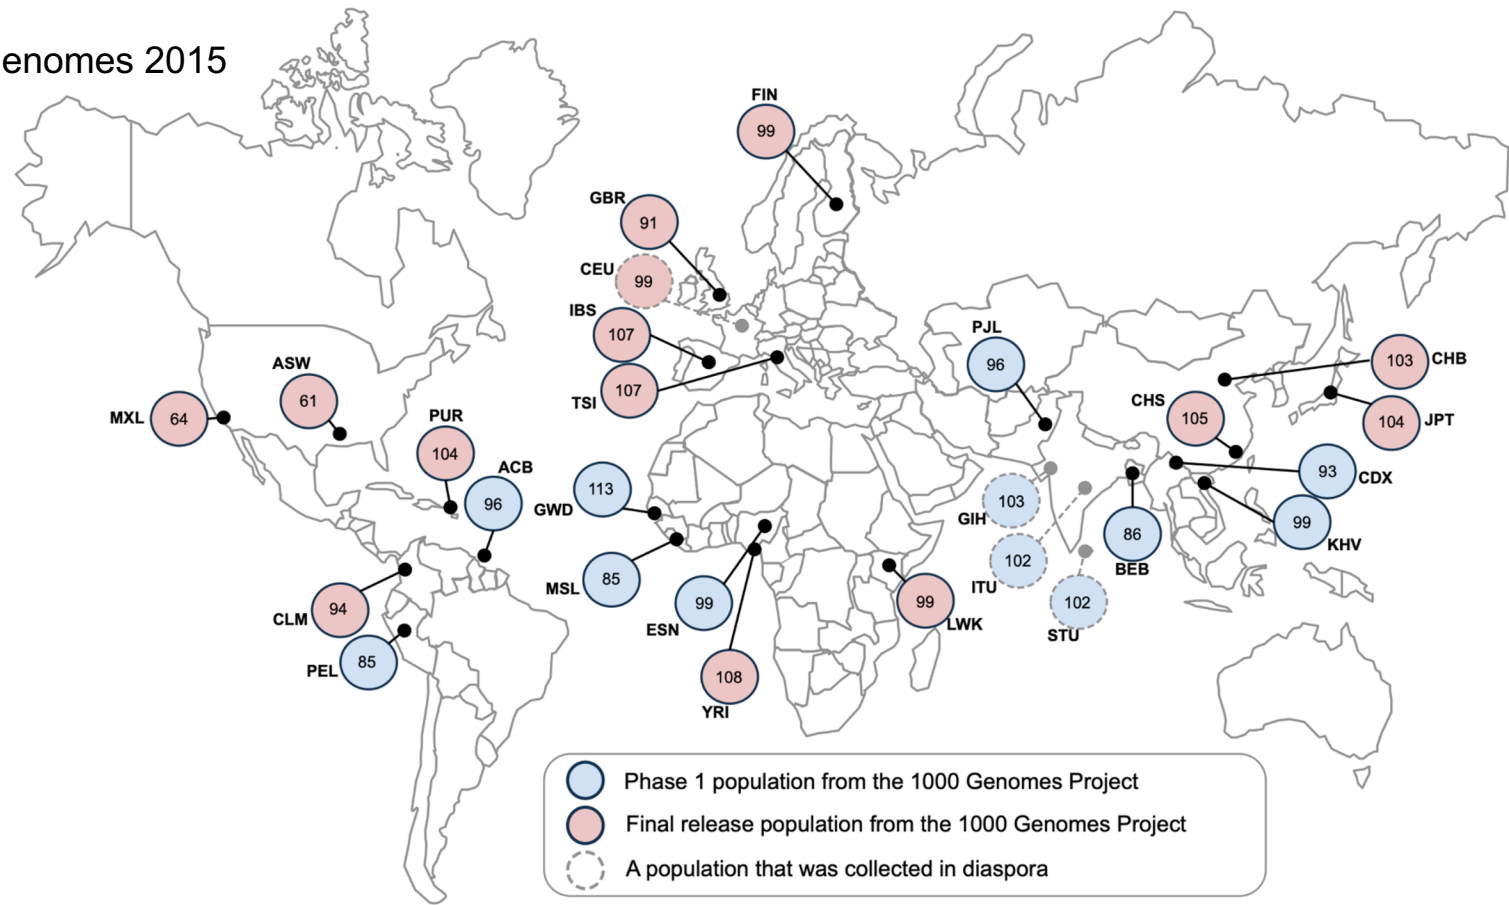 enomes 2015
FIN
99
GBR
91
CEU
99
IBS
107
TSI
107
PJL
96
CHB
103
CHS
105
JPT
104
CDX
93
KHV
99
ASW
61
MXL
64
PUR
104
ACB
96
GWD
113
MSL
85
ESN
99
YRI
108
LWK
99
GIH
103
ITU
102
STU
102
BEB
86
CLM
94
PEL
85
Phase 1 population from the 1000 Genomes Project
Final release population from the 1000 Genomes Project
A population that was collected in diaspora